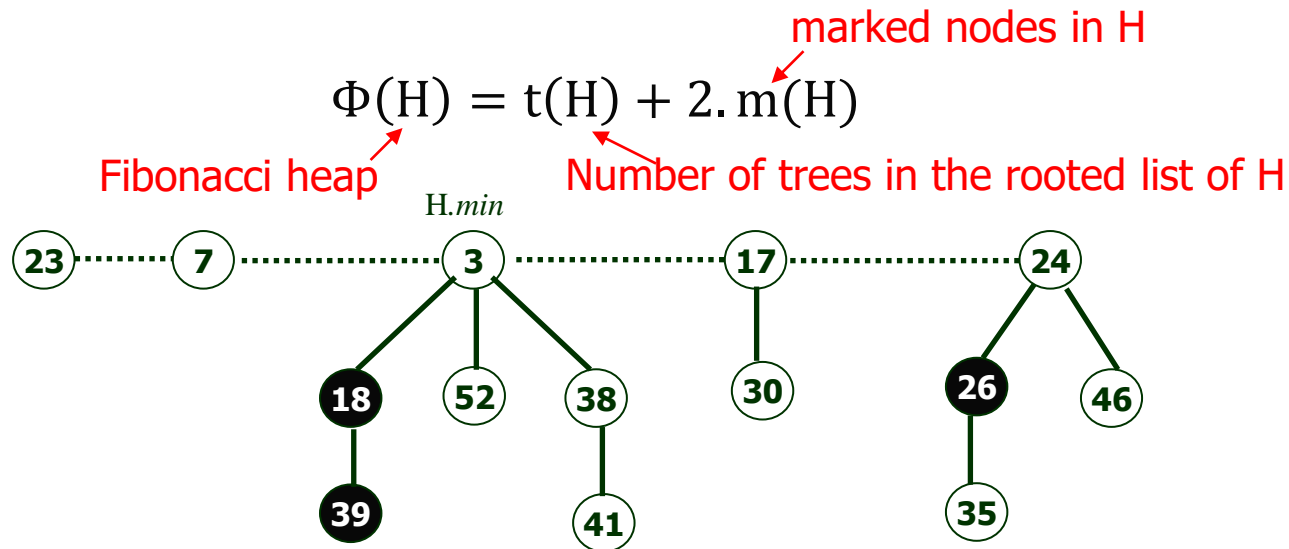 marked nodes in H
Φ(H) = t(H) + 2. m(H)
Fibonacci heap
Number of trees in the rooted list of H
H.min
23 7 3 17 24
18 52 38 30 26 46
39 41 35